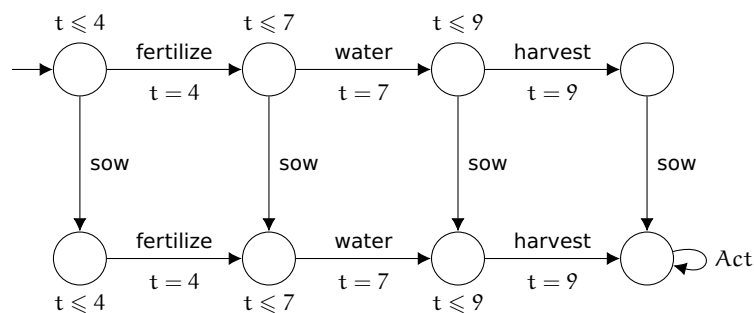 t ⩽ 4 t ⩽ 7 t ⩽ 9
fertilize water harvest
t = 4 t = 7 t = 9
sow sow sow sow
fertilize water harvest
Act
t = 4 t = 7 t = 9
t ⩽ 4 t ⩽ 7 t ⩽ 9